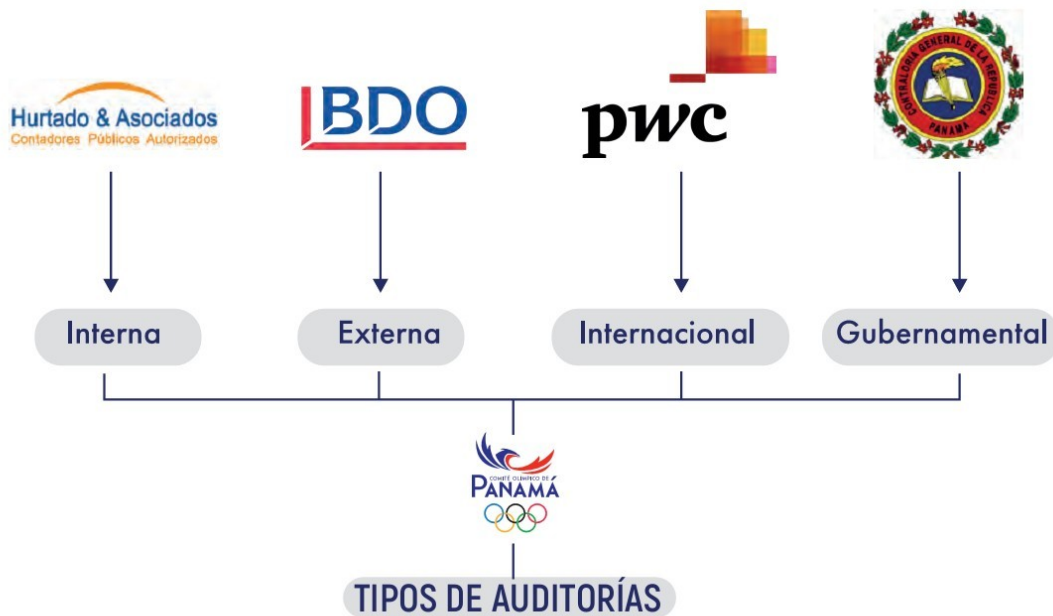 Hurtado & Asociados
Contadores Públicos Autorizados
BDO
pwc
CONTRALORIA GENERAL DE LA REPUBLICA
PANAMA
Interna
Externa
Internacional
Gubernamental
COMITÉ OLÍMPICO DE
PANAMÁ
TIPOS DE AUDITORÍAS